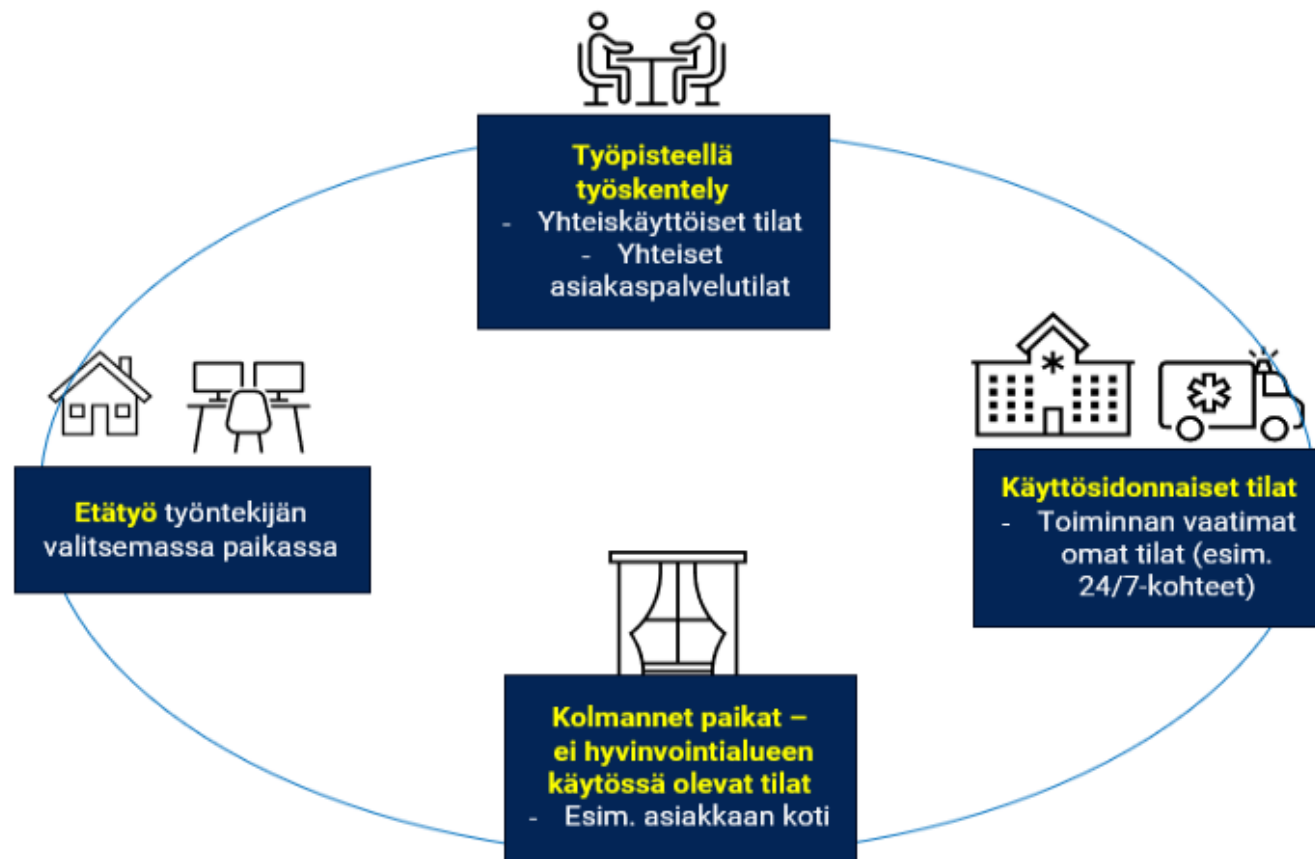 Työpisteellä
työskentely
- Yhteiskäyttöiset tilat
- Yhteiset
asiakaspalvelutilat
Etätyö työntekijän
valitsemassa paikassa
Käyttösidonnaiset tilat
- Toiminnan vaatimat
omat tilat (esim.
24/7-kohteet)
Kolmannet paikat –
ei hyvinvointialueen
käytössä olevat tilat
- Esim. asiakkaan koti